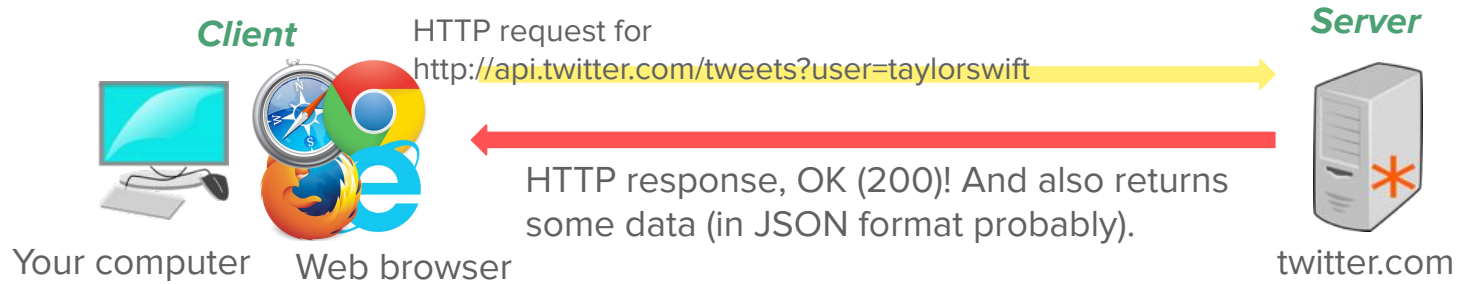 Client
HTTP request for
http://api.twitter.com/tweets?user=taylorswift
Server
HTTP response, OK (200)! And also returns
some data (in JSON format probably).
Your computer
Web browser
twitter.com